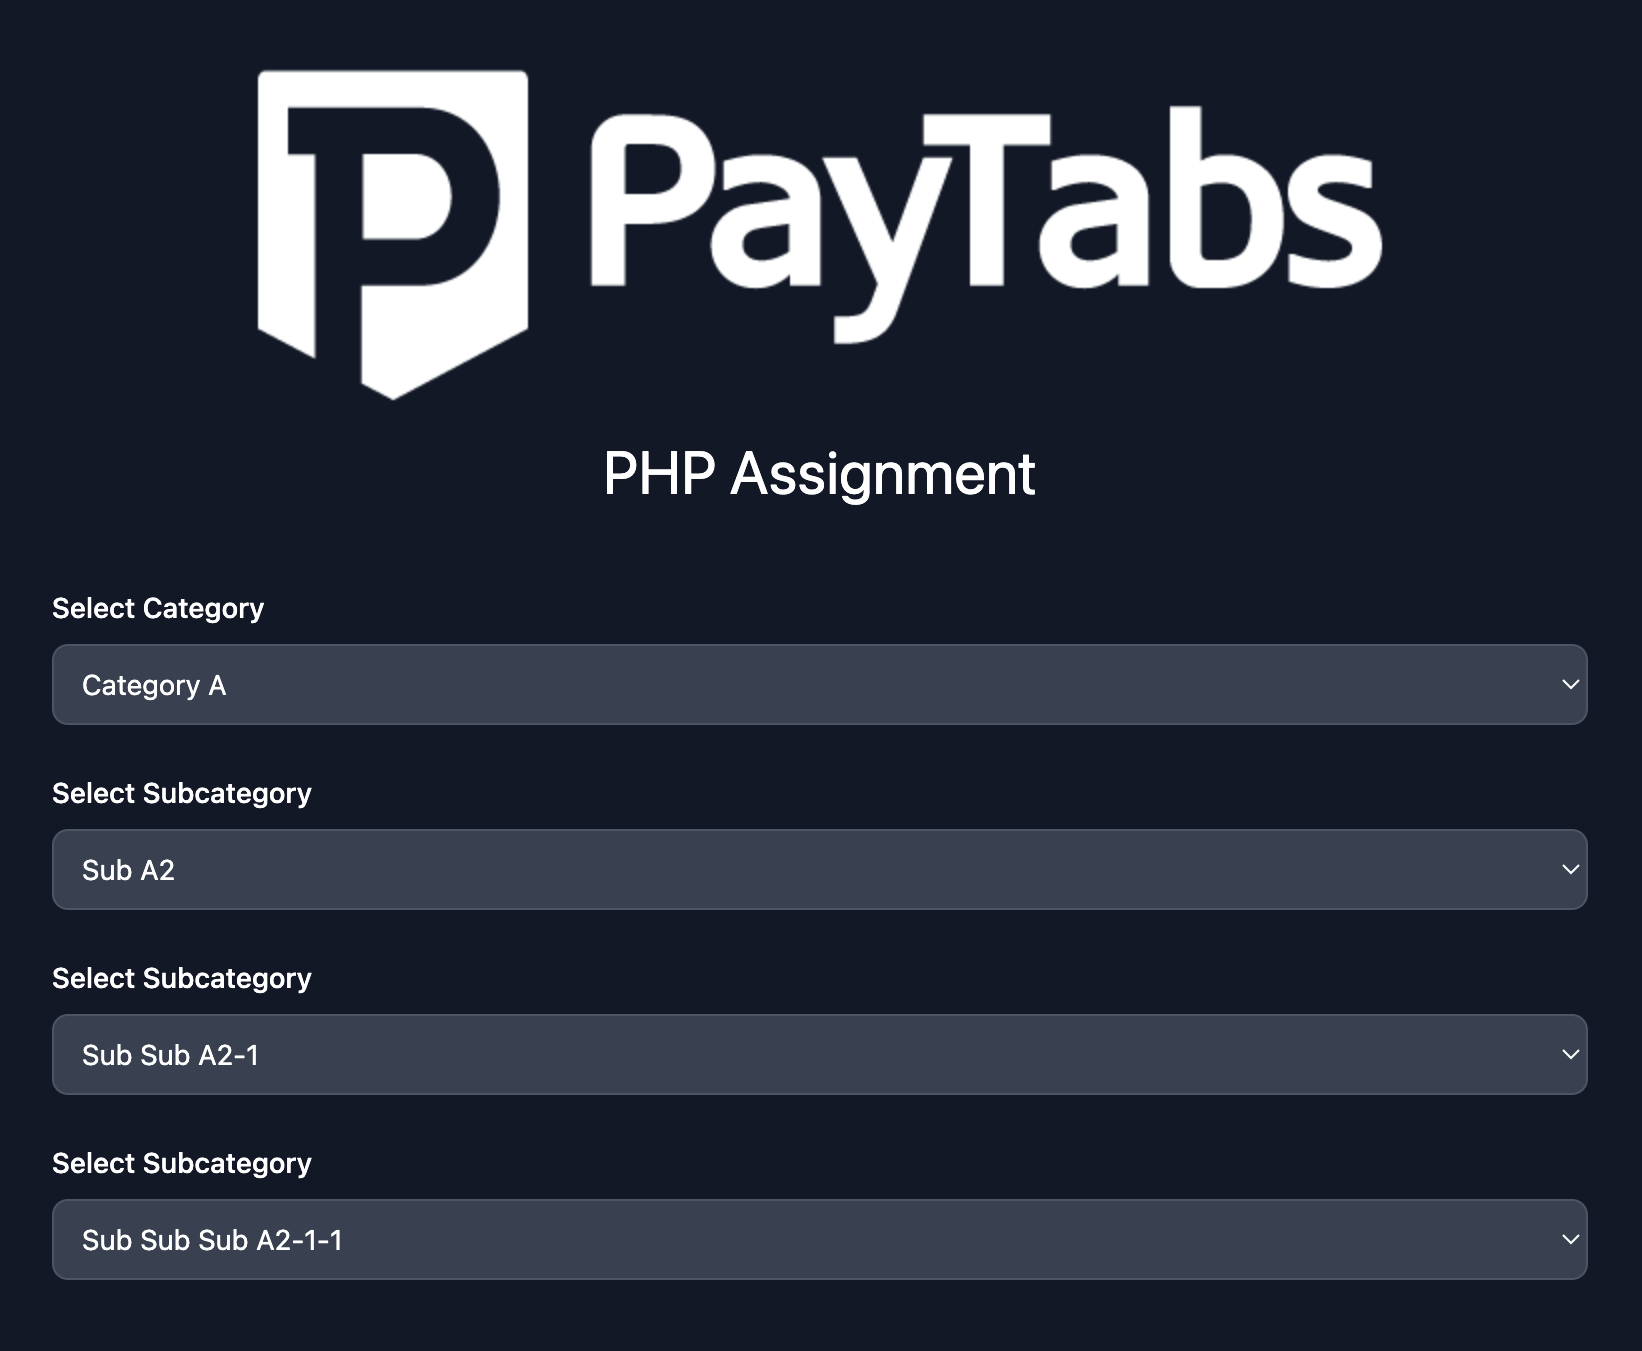 PayTabs
PHP Assignment
Select Category
Category A
Select Subcategory
Sub A2
Select Subcategory
Sub Sub A2-1
Select Subcategory
Sub Sub Sub A2-1-1